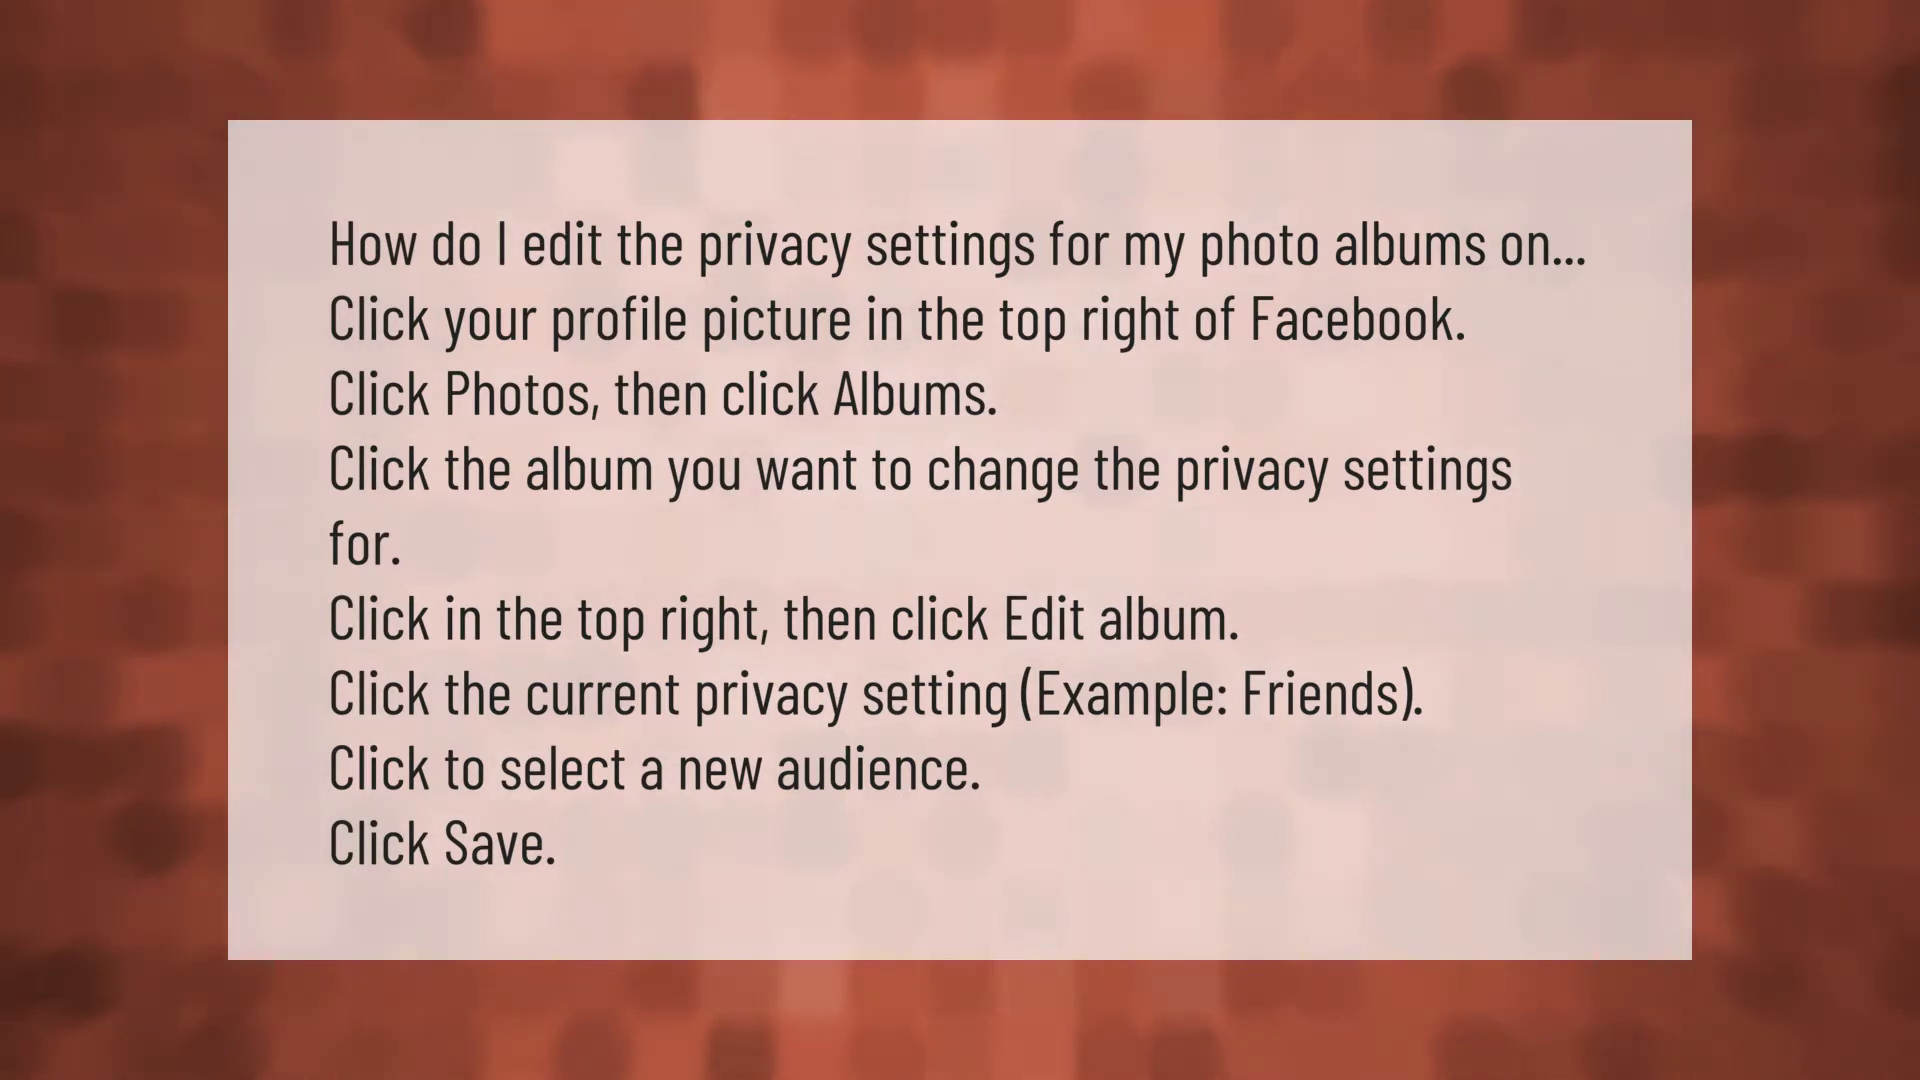 How do I edit the privacy settings for my photo albums on...
Click your profile picture in the top right of Facebook.
Click Photos, then click Albums.
Click the album you want to change the privacy settings
for.
Click in the top right, then click Edit album.
Click the current privacy setting (Example: Friends).
Click to select a new audience.
Click Save.